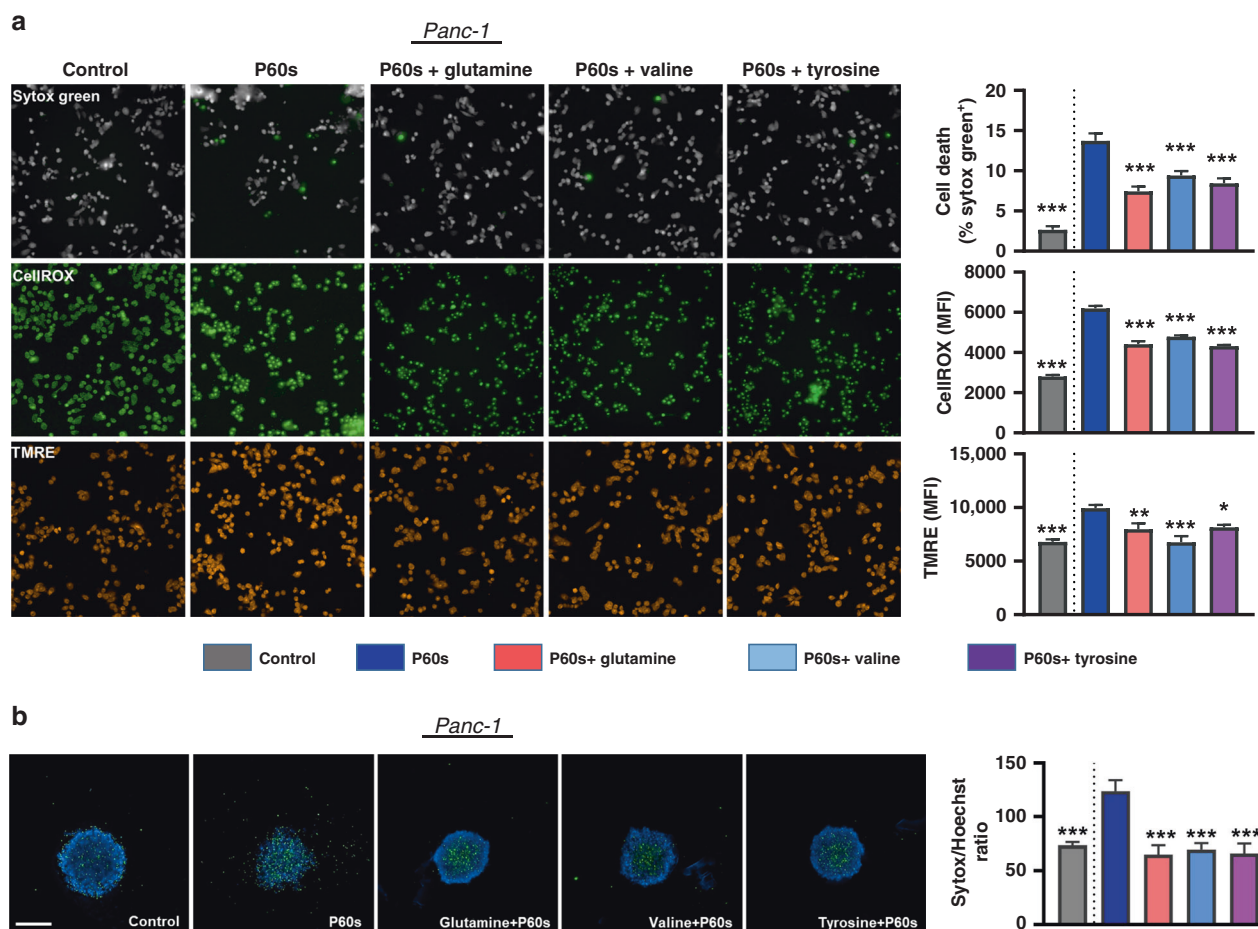 a
Panc-1
Control P60s P60s + glutamine P60s + valine P60s + tyrosine
Sytox green
CellROX
TMRE
Cell death
(% sytox green+)
20
15
10
5
0
*** *** *** ***
CellROX (MFI)
8000
6000
4000
2000
0
*** *** *** ***
TMRE (MFI)
15,000
10,000
5000
0
*** ** *** *
Control P60s P60s+ glutamine P60s+ valine P60s+ tyrosine
b
Panc-1
Control P60s Glutamine+P60s Valine+P60s Tyrosine+P60s
Sytox/Hoechst
ratio
150
100
50
0
*** *** *** ***